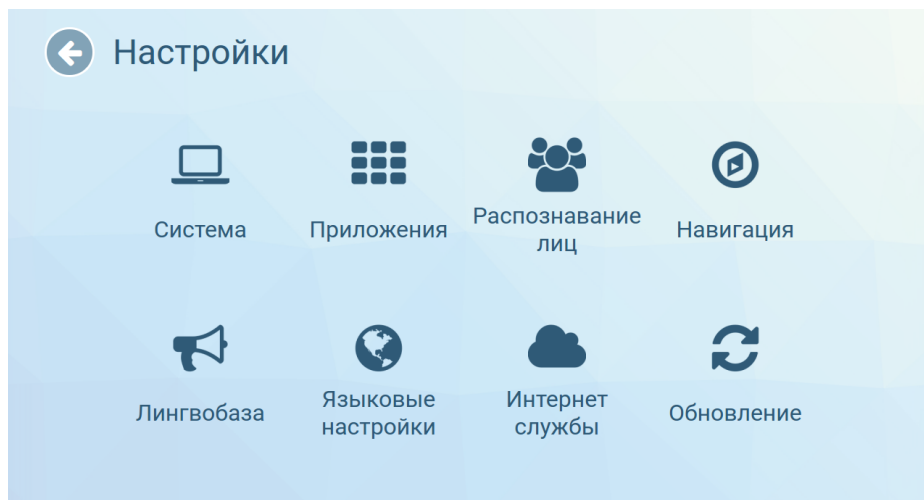 Настройки
Система
Приложения
Распознавание
лиц
Навигация
Лингвобаза
Языковые
настройки
Интернет
службы
Обновление